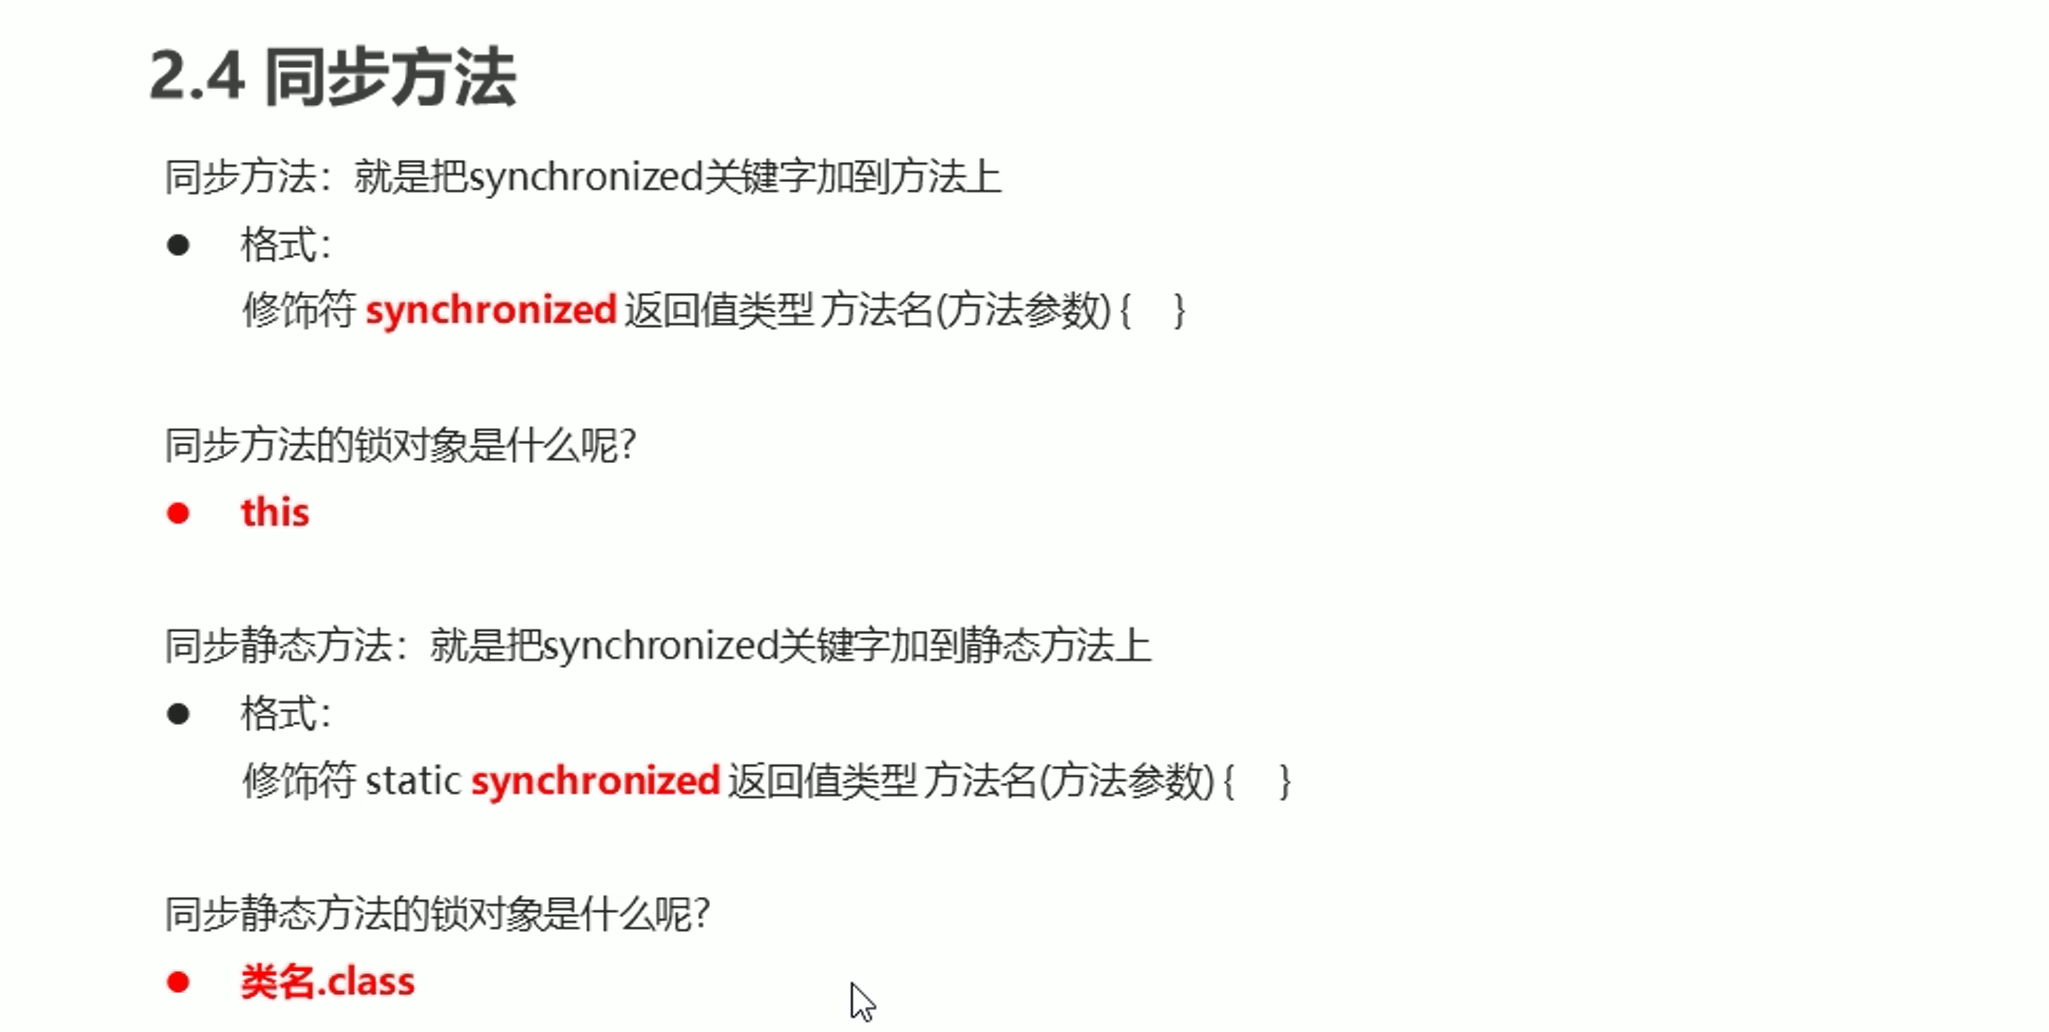 2.4 同步方法
同步方法：就是把synchronized关键字加到方法上
● 格式：
修饰符 synchronized 返回值类型 方法名(方法参数) { }
同步方法的锁对象是什么呢?
● this
同步静态方法：就是把synchronized关键字加到静态方法上
● 格式：
修饰符 static synchronized 返回值类型 方法名(方法参数) { }
同步静态方法的锁对象是什么呢?
● 类名.class